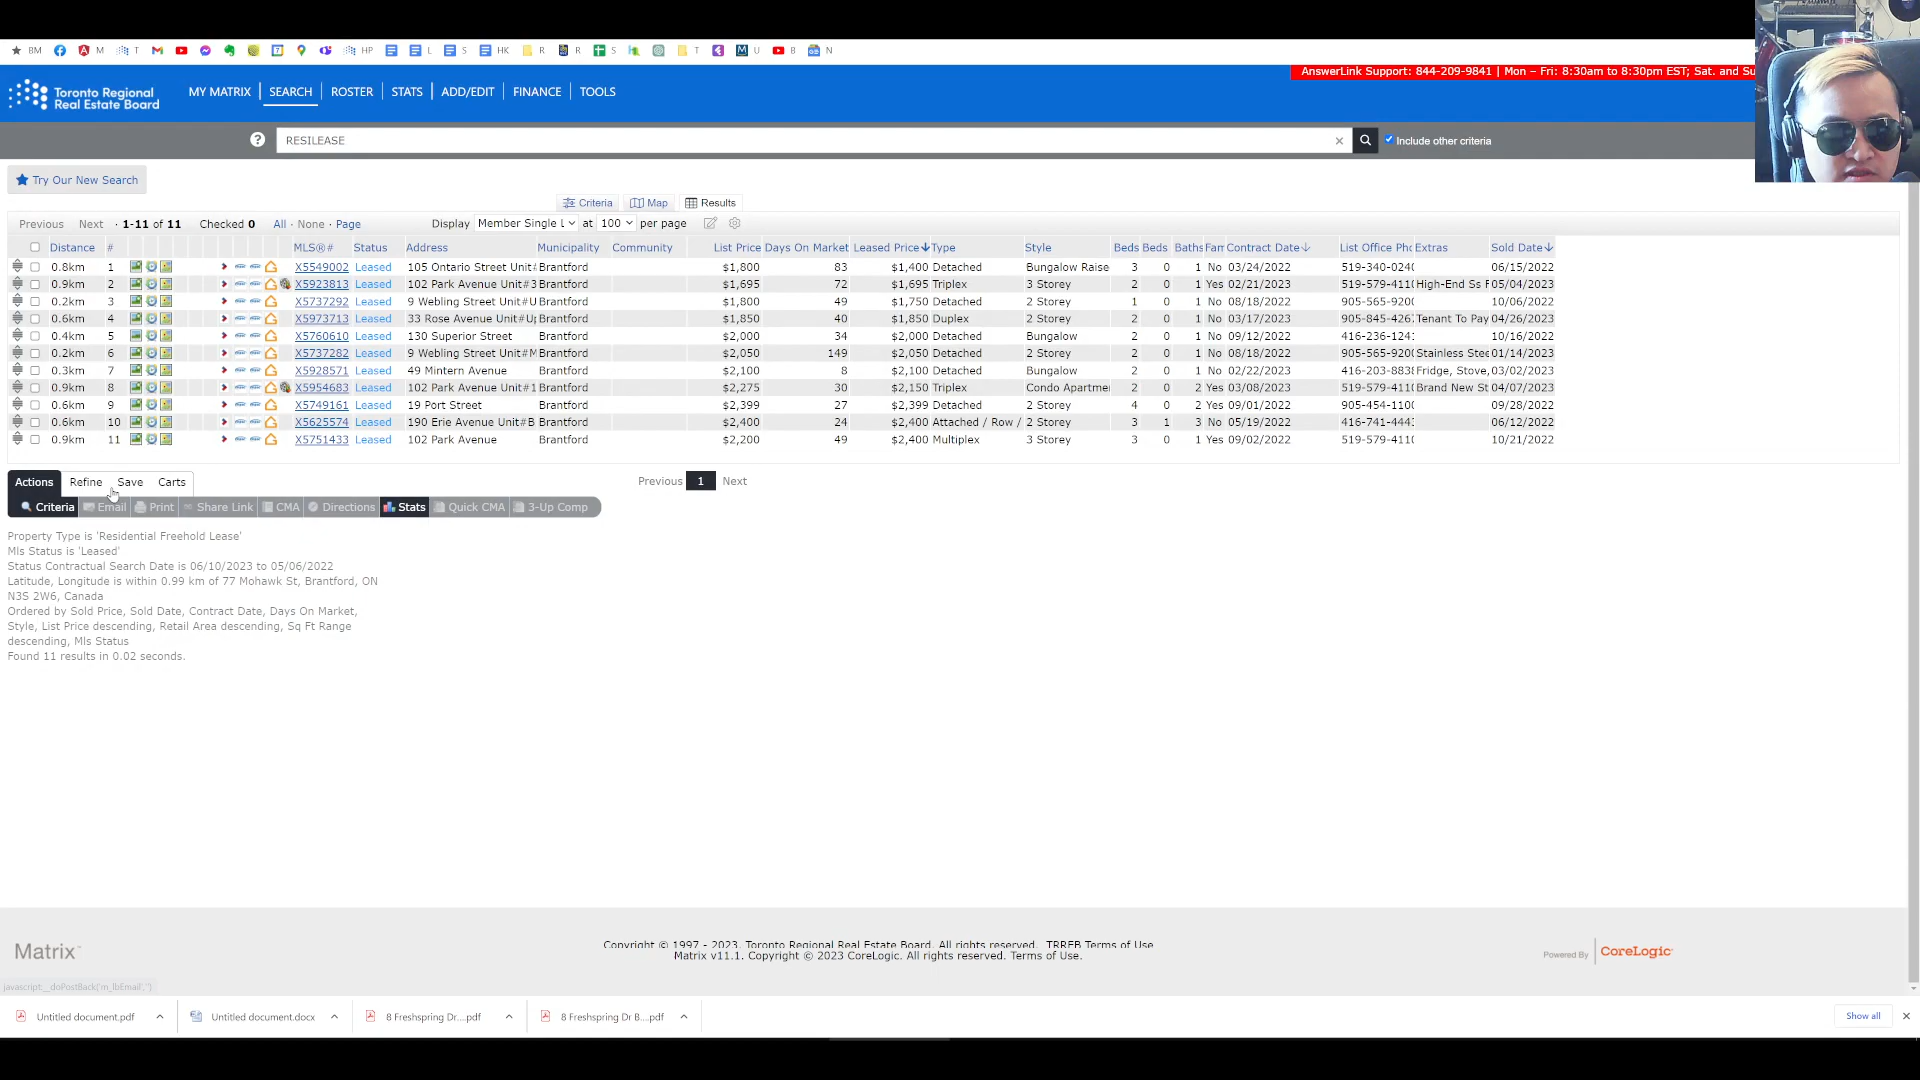 BM M T HP L S HK R R S T U B N
AnswerLink Support: 844-209-9841 | Mon – Fri: 8:30am to 8:30pm EST; Sat. and Su
Toronto Regional
Real Estate Board
MY MATRIX SEARCH ROSTER STATS ADD/EDIT FINANCE TOOLS
? RESILEASE Include other criteria
Try Our New Search
Criteria Map Results
Previous Next · 1-11 of 11 Checked 0 All · None · Page Display Member Single L at 100 per page
Distance # MLS®# Status Address Municipality Community List Price Days On Market Leased Price Type Style Beds Beds Baths Fam Contract Date List Office Pho Extras Sold Date
0.8km 1 X5549002 Leased 105 Ontario Street Unit# Brantford $1,800 83 $1,400 Detached Bungalow Raise 3 0 1 No 03/24/2022 519-340-0240 06/15/2022
0.9km 2 X5923813 Leased 102 Park Avenue Unit#3 Brantford $1,695 72 $1,695 Triplex 3 Storey 2 0 1 Yes 02/21/2023 519-579-4110 High-End Ss F 05/04/2023
0.2km 3 X5737292 Leased 9 Webling Street Unit#U Brantford $1,800 49 $1,750 Detached 2 Storey 1 0 1 No 08/18/2022 905-565-9200 10/06/2022
0.6km 4 X5973713 Leased 33 Rose Avenue Unit#Up Brantford $1,850 40 $1,850 Duplex 2 Storey 2 0 1 No 03/17/2023 905-845-426 Tenant To Pay 04/26/2023
0.4km 5 X5760610 Leased 130 Superior Street Brantford $2,000 34 $2,000 Detached Bungalow 2 0 1 No 09/12/2022 416-236-124 10/16/2022
0.2km 6 X5737282 Leased 9 Webling Street Unit#M Brantford $2,050 149 $2,050 Detached 2 Storey 2 0 1 No 08/18/2022 905-565-9200 Stainless Stee 01/14/2023
0.3km 7 X5928571 Leased 49 Mintern Avenue Brantford $2,100 8 $2,100 Detached Bungalow 2 0 1 No 02/22/2023 416-203-883 Fridge, Stove, 03/02/2023
0.9km 8 X5954683 Leased 102 Park Avenue Unit#1 Brantford $2,275 30 $2,150 Triplex Condo Apartme 2 0 2 Yes 03/08/2023 519-579-4110 Brand New St 04/07/2023
0.6km 9 X5749161 Leased 19 Port Street Brantford $2,399 27 $2,399 Detached 2 Storey 4 0 2 Yes 09/01/2022 905-454-1100 09/28/2022
0.6km 10 X5625574 Leased 190 Erie Avenue Unit#B Brantford $2,400 24 $2,400 Attached / Row / 2 Storey 3 1 3 No 05/19/2022 416-741-444 06/12/2022
0.9km 11 X5751433 Leased 102 Park Avenue Brantford $2,200 49 $2,400 Multiplex 3 Storey 3 0 1 Yes 09/02/2022 519-579-4110 10/21/2022
Actions Refine Save Carts Previous 1 Next
Criteria Email Print Share Link CMA Directions Stats Quick CMA 3-Up Comp
Property Type is 'Residential Freehold Lease'
Mls Status is 'Leased'
Status Contractual Search Date is 06/10/2023 to 05/06/2022
Latitude, Longitude is within 0.99 km of 77 Mohawk St, Brantford, ON
N3S 2W6, Canada
Ordered by Sold Price, Sold Date, Contract Date, Days On Market,
Style, List Price descending, Retail Area descending, Sq Ft Range
descending, Mls Status
Found 11 results in 0.02 seconds.
Matrix™
Copyright © 1997 - 2023. Toronto Regional Real Estate Board. All rights reserved. TRREB Terms of Use
Matrix v11.1. Copyright © 2023 CoreLogic. All rights reserved. Terms of Use.
Powered By CoreLogic
javascript:__doPostBack('m_lbEmail','')
Untitled document.pdf Untitled document.docx 8 Freshspring Dr....pdf 8 Freshspring Dr B....pdf Show all